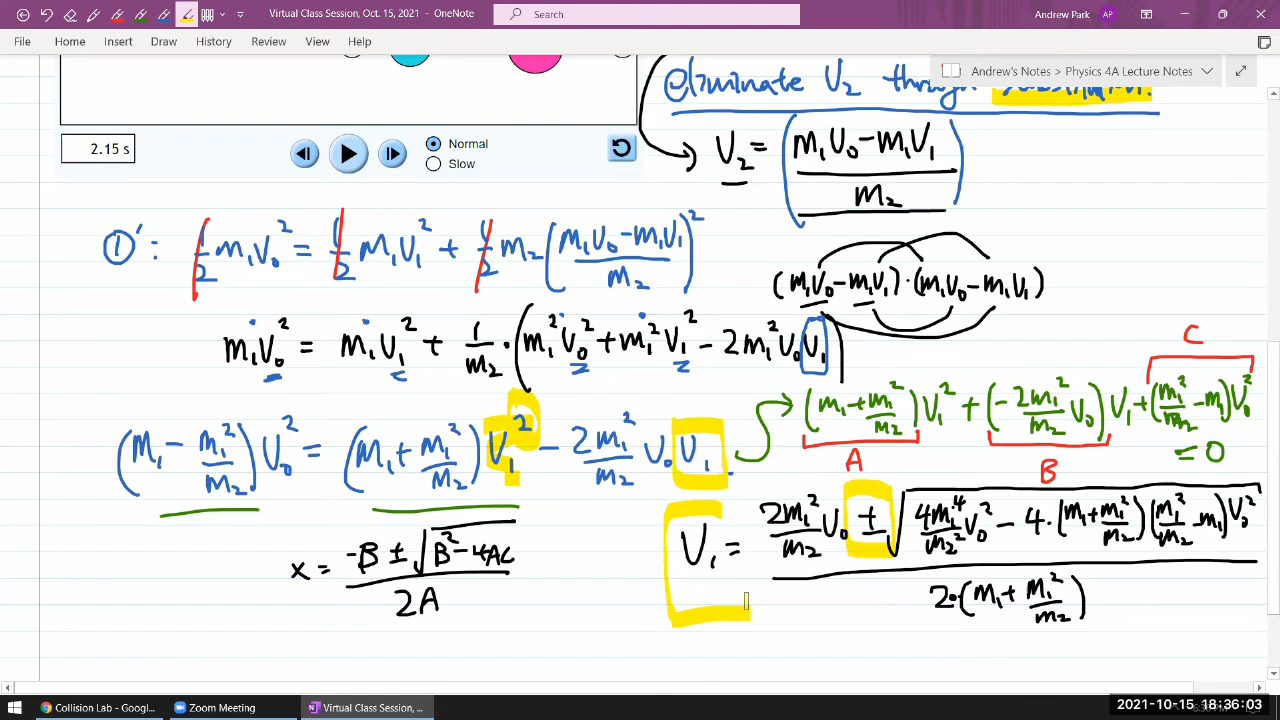 Virtual Class Session, Oct. 15, 2021 - OneNote
Search
Andrew Park
AP
File Home Insert Draw History Review View Help
Andrew's Notes > Physics 4A Lecture Notes
eliminate V₂ through substitution.
2.15 s
Normal
Slow
V₂ = (m₁V₀ - m₁V₁)/m₂
①': ½m₁V₀² = ½m₁V₁² + ½m₂((m₁V₀ - m₁V₁)/m₂)²
(m₁V₀ - m₁V₁)·(m₁V₀ - m₁V₁)
m₁V₀² = m₁V₁² + 1/m₂·(m₁²V₀² + m₁²V₁² - 2m₁²V₀V₁)
C
(m₁ + m₁²/m₂)V₁² + (-2m₁²/m₂ V₀)V₁ + (m₁²/m₂ - m₁)V₀² = 0
A B
(m₁ - m₁²/m₂)V₀² = (m₁ + m₁²/m₂)V₁² - 2m₁²/m₂ V₀V₁.
x = (-B ± √(B² - 4AC))/2A
V₁ = (2m₁²/m₂ V₀ ± √(4m₁⁴/m₂² V₀² - 4·(m₁ + m₁²/m₂)(m₁²/m₂ - m₁)V₀²))/(2·(m₁ + m₁²/m₂))
Collision Lab - Googl...
Zoom Meeting
Virtual Class Session, ...
2021-10-15 18:36:03